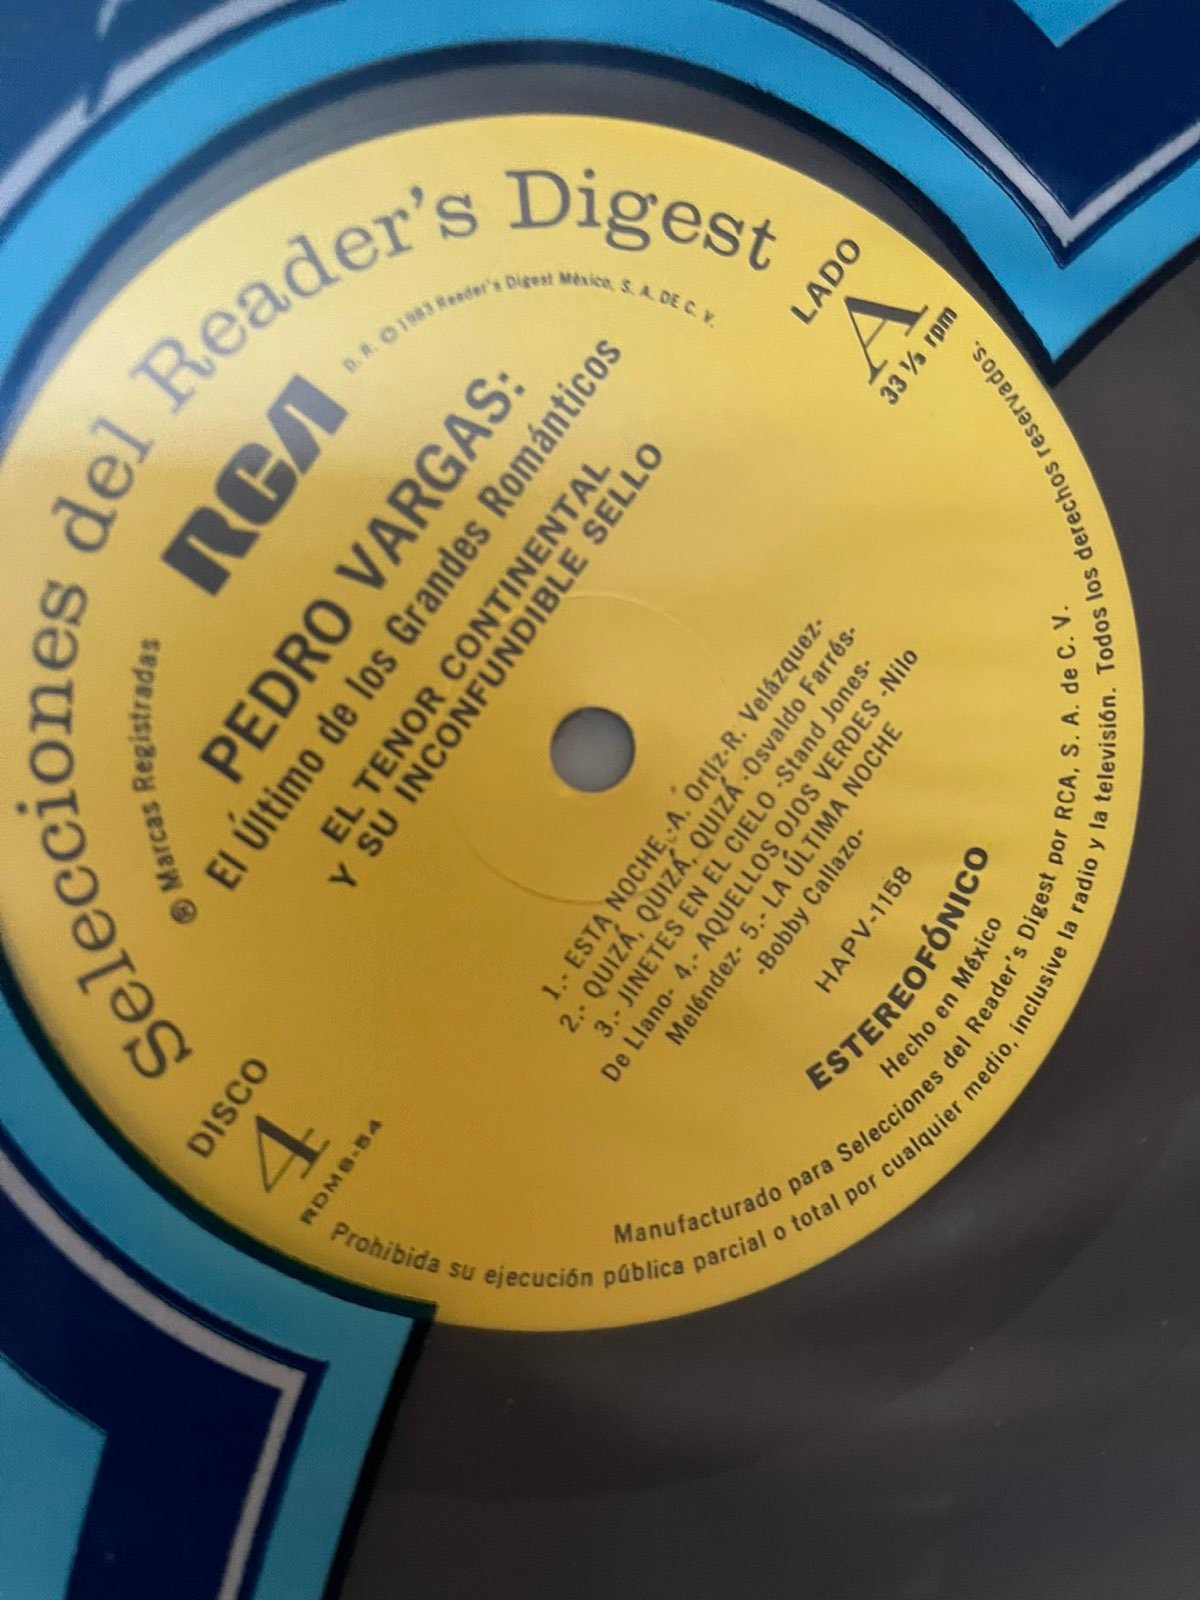 Selecciones del Reader's Digest
D. R. © 1983 Reader's Digest México, S. A. DE C. V.
RCA
® Marcas Registradas
LADO
A
33 ⅓ rpm
PEDRO VARGAS:
El Último de los Grandes Románticos
EL TENOR CONTINENTAL
Y SU INCONFUNDIBLE SELLO
DISCO
4
RDM8-54
1.- ESTA NOCHE,-A. Ortíz-R. Velázquez-
2.- QUIZÁ, QUIZÁ, QUIZÁ -Osvaldo Farrés-
3.- JINETES EN EL CIELO -Stand Jones-
De Llano- 4.- AQUELLOS OJOS VERDES -Nilo
Meléndez- 5.- LA ÚLTIMA NOCHE
-Bobby Callazo-
HAPV-1158
ESTEREOFÓNICO
Hecho en México
Manufacturado para Selecciones del Reader's Digest por RCA, S. A. de C. V.
Prohibida su ejecución pública parcial o total por cualquier medio, inclusive la radio y la televisión. Todos los derechos reservados.